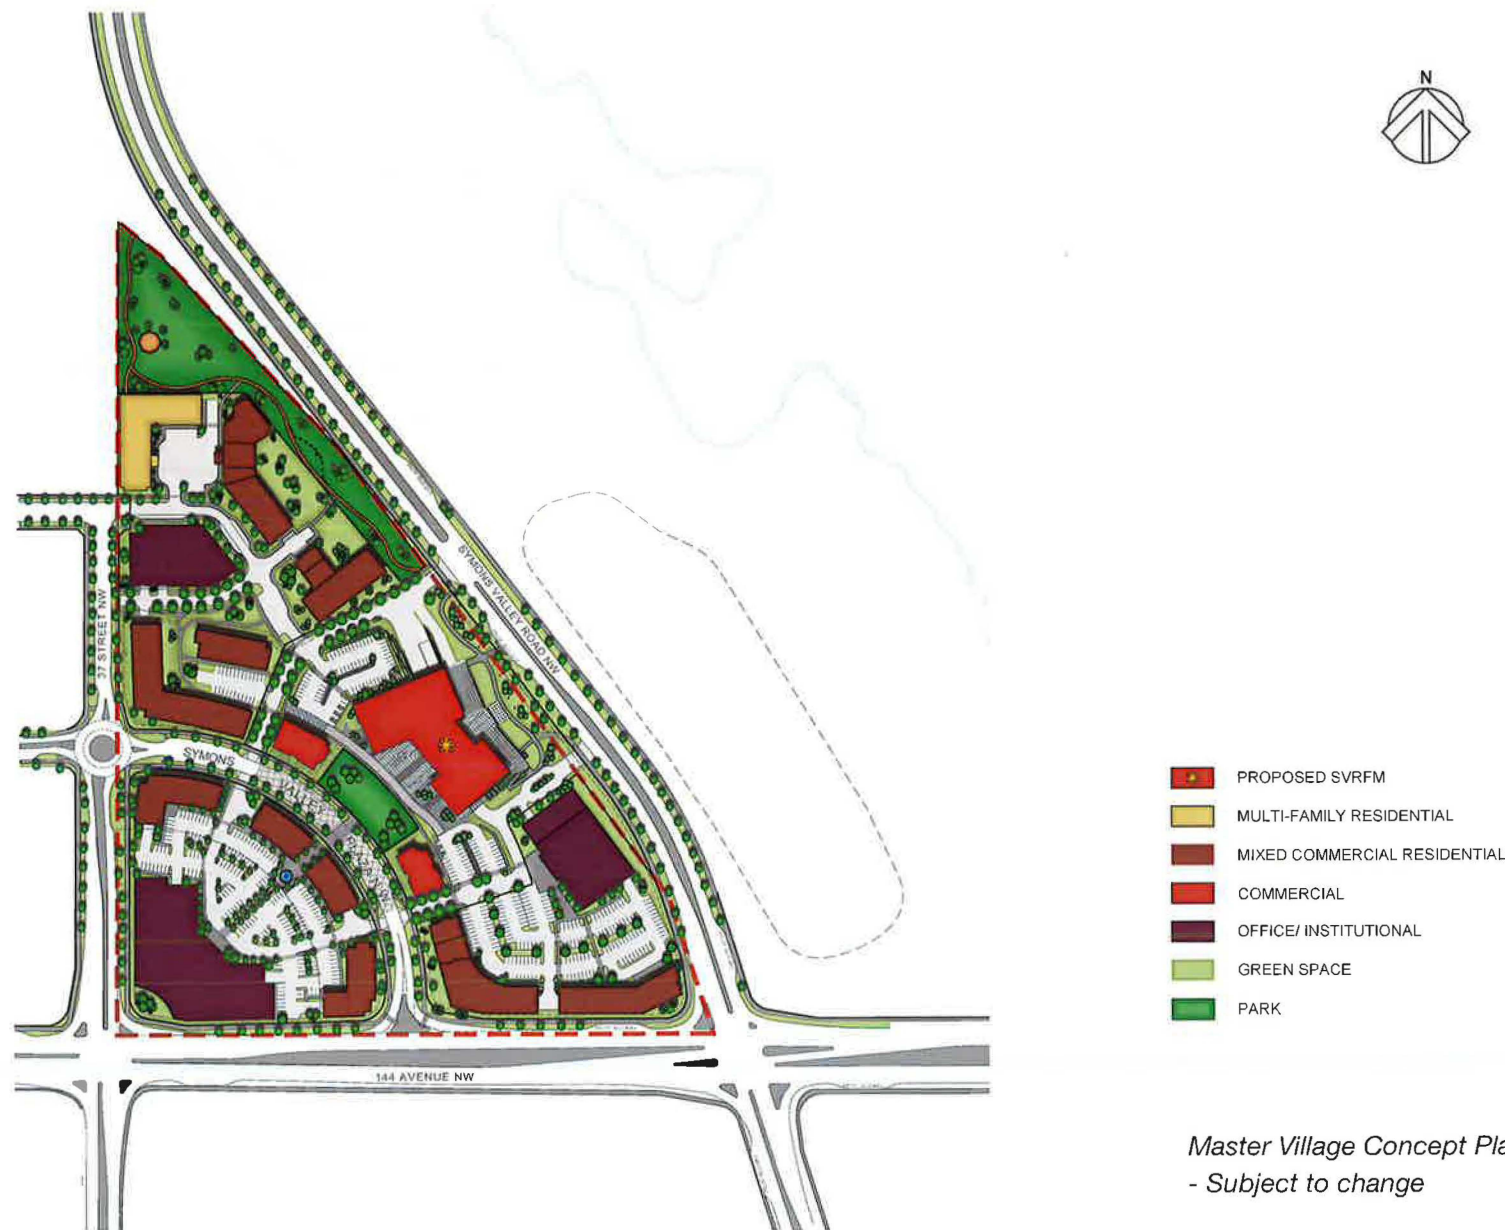 N
SYMONS VALLEY ROAD NW
37 STREET NW
SYMONS
VALLEY
144 AVENUE NW
PROPOSED SVRFM
MULTI-FAMILY RESIDENTIAL
MIXED COMMERCIAL RESIDENTIAL
COMMERCIAL
OFFICE/ INSTITUTIONAL
GREEN SPACE
PARK
Master Village Concept Pla
- Subject to change